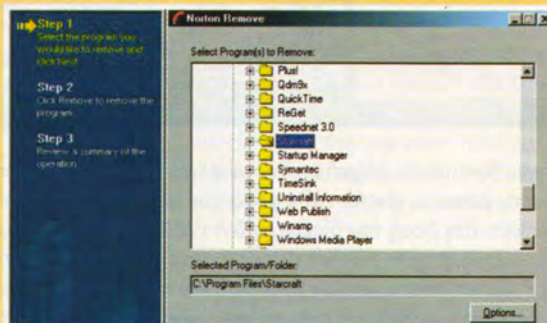 Step 1
Select the program you
would like to remove and
click Next
Step 2
Click Remove to remove the
program.
Step 3
Review a summary of the
operation
Norton Remove
Select Program(s) to Remove:
Plus!
Qdm9x
QuickTime
ReGet
Speednet 3.0
Starcraft
Startup Manager
Symantec
TimeSink
Uninstall Information
Web Publish
Winamp
Windows Media Player
Selected Program/Folder:
C:\Program Files\Starcraft
Options...